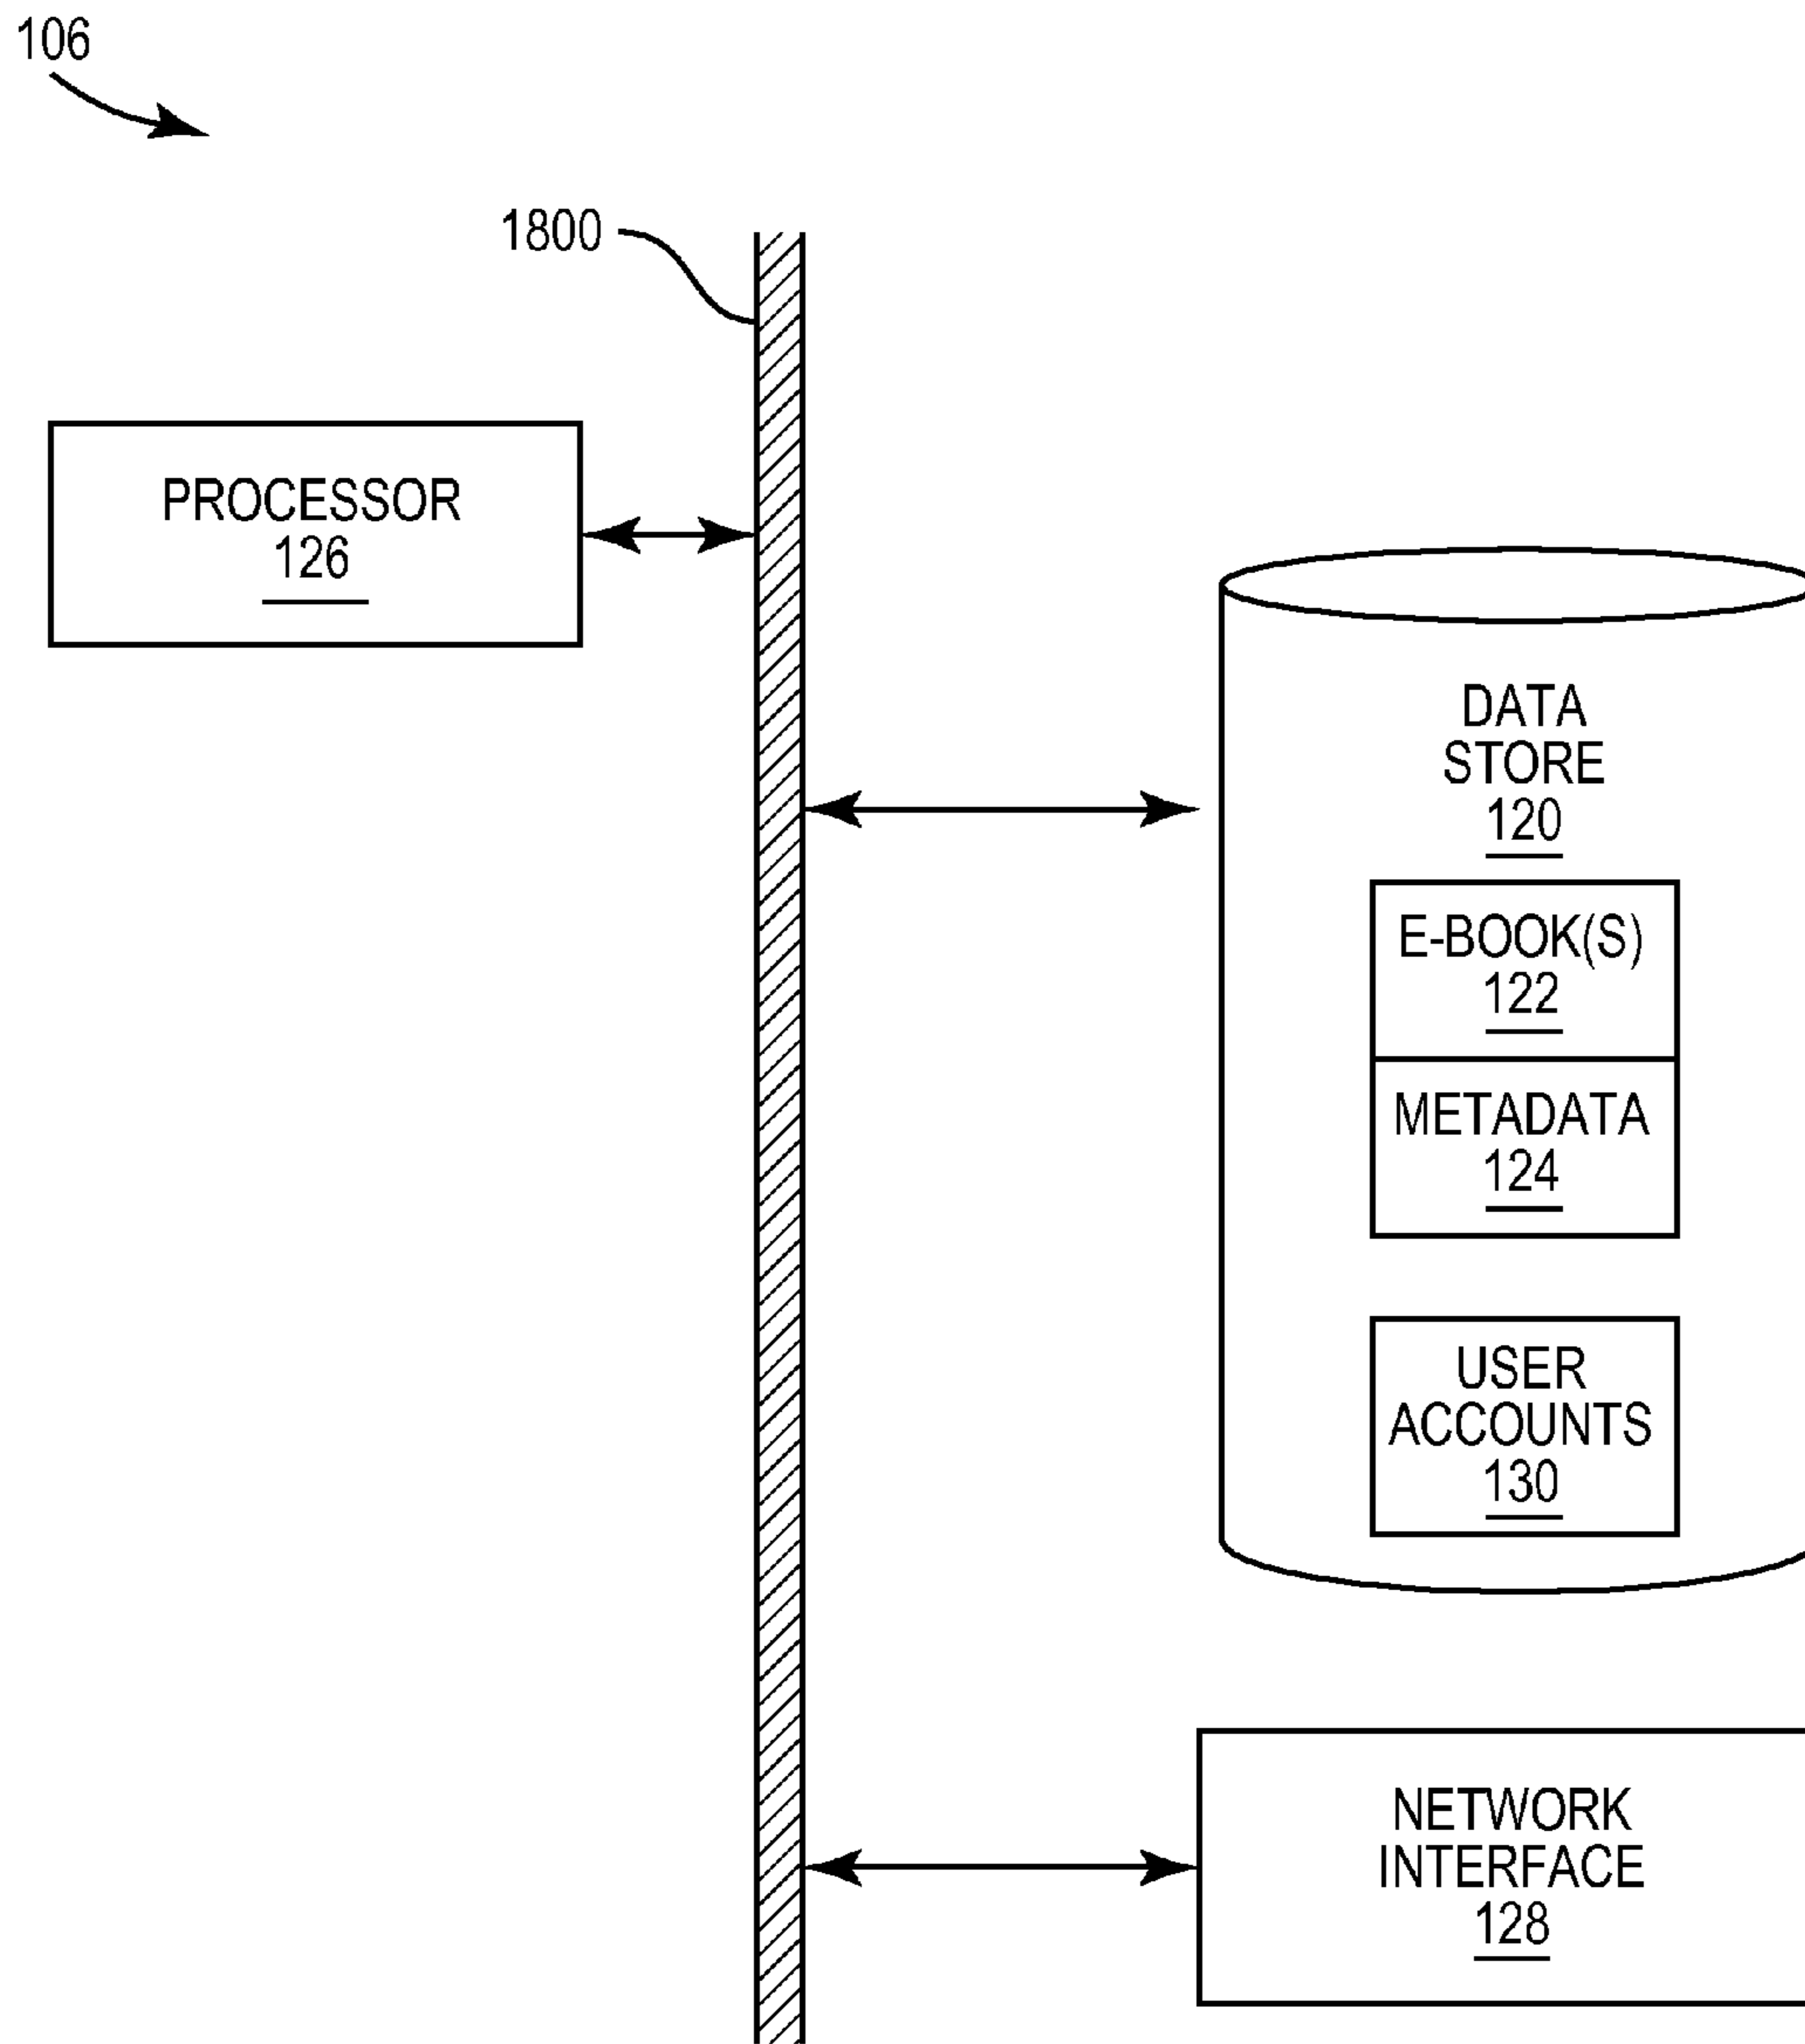 106
1800
PROCESSOR
126
DATA
STORE
120
E-BOOK(S)
122
METADATA
124
USER
ACCOUNTS
130
NETWORK
INTERFACE
128